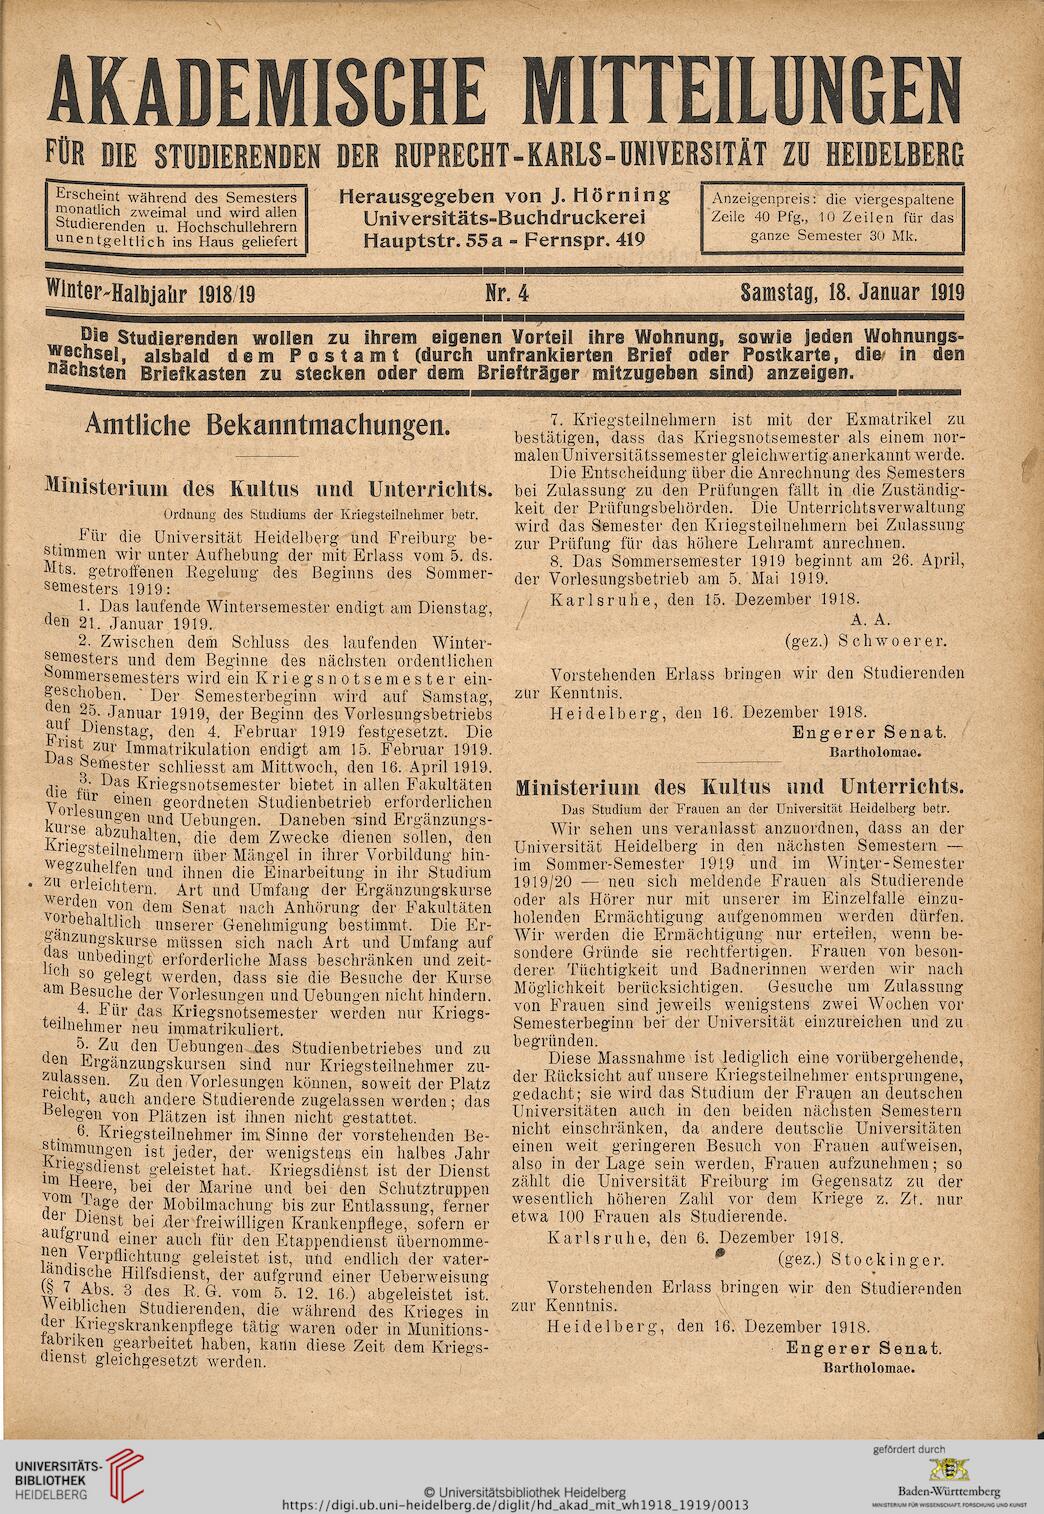 AKADEMISCHE MITTEILUNGEN
FÜR DIE STUDIERENDEN DER RUPRECHT-KARLS-UNIVERSITÄT ZU HEIDELBERG
Erscheint während des Semesters
monatlich zweimal und wird allen
Studierenden u. Hochschullehrern
unentgeltlich ins Haus geliefert
Herausgegeben von J. Hörning
Universitäts-Buchdruckerei
Hauptstr. 55a - Fernspr. 419
Anzeigenpreis: die viergespaltene
Zeile 40 Pfg., 10 Zeilen für das
ganze Semester 30 Mk.
Winter-Halbjahr 1918/19
Nr. 4
Samstag, 18. Januar 1919
Die Studierenden wollen zu ihrem eigenen Vorteil ihre Wohnung, sowie jeden Wohnungs-
wechsel, alsbald dem Postamt (durch unfrankierten Brief oder Postkarte, die in den
nächsten Briefkasten zu stecken oder dem Briefträger mitzugeben sind) anzeigen.
Amtliche Bekanntmachungen.
Ministerium des Kultus und Unterrichts.
Ordnung des Studiums der Kriegsteilnehmer betr.
Für die Universität Heidelberg und Freiburg be-
stimmen wir unter Aufhebung der mit Erlass vom 5. ds.
Mts. getroffenen Regelung des Beginns des Sommer-
semesters 1919:
1. Das laufende Wintersemester endigt am Dienstag,
den 21. Januar 1919.
2. Zwischen dem Schluss des laufenden Winter-
semesters und dem Beginne des nächsten ordentlichen
Sommersemesters wird ein Kriegsnotsemester ein-
geschoben. Der Semesterbeginn wird auf Samstag,
den 25. Januar 1919, der Beginn des Vorlesungsbetriebs
auf Dienstag, den 4. Februar 1919 festgesetzt. Die
Frist zur Immatrikulation endigt am 15. Februar 1919.
Das Semester schliesst am Mittwoch, den 16. April 1919.
3. Das Kriegsnotsemester bietet in allen Fakultäten
die für einen geordneten Studienbetrieb erforderlichen
Vorlesungen und Uebungen. Daneben sind Ergänzungs-
kurse abzuhalten, die dem Zwecke dienen sollen, den
Kriegsteilnehmern über Mängel in ihrer Vorbildung hin-
wegzuhelfen und ihnen die Einarbeitung in ihr Studium
zu erleichtern. Art und Umfang der Ergänzungskurse
werden von dem Senat nach Anhörung der Fakultäten
vorbehaltlich unserer Genehmigung bestimmt. Die Er-
gänzungskurse müssen sich nach Art und Umfang auf
das unbedingt erforderliche Mass beschränken und zeit-
lich so gelegt werden, dass sie die Besuche der Kurse
am Besuche der Vorlesungen und Uebungen nicht hindern.
4. Für das Kriegsnotsemester werden nur Kriegs-
teilnehmer neu immatrikuliert.
5. Zu den Uebungen des Studienbetriebes und zu
den Ergänzungskursen sind nur Kriegsteilnehmer zu-
zulassen. Zu den Vorlesungen können, soweit der Platz
reicht, auch andere Studierende zugelassen werden; das
Belegen von Plätzen ist ihnen nicht gestattet.
6. Kriegsteilnehmer im Sinne der vorstehenden Be-
stimmungen ist jeder, der wenigstens ein halbes Jahr
Kriegsdienst geleistet hat. Kriegsdienst ist der Dienst
im Heere, bei der Marine und bei den Schutztruppen
vom Tage der Mobilmachung bis zur Entlassung, ferner
der Dienst bei der freiwilligen Krankenpflege, sofern er
aufgrund einer auch für den Etappendienst übernomme-
nen Verpflichtung geleistet ist, und endlich der vater-
ländische Hilfsdienst, der aufgrund einer Ueberweisung
(§ 7 Abs. 3 des R. G. vom 5. 12. 16.) abgeleistet ist.
Weiblichen Studierenden, die während des Krieges in
der Kriegskrankenpflege tätig waren oder in Munitions-
fabriken gearbeitet haben, kann diese Zeit dem Kriegs-
dienst gleichgesetzt werden.
7. Kriegsteilnehmern ist mit der Exmatrikel zu
bestätigen, dass das Kriegsnotsemester als einem nor-
malen Universitätssemester gleichwertig anerkannt werde.
Die Entscheidung über die Anrechnung des Semesters
bei Zulassung zu den Prüfungen fällt in die Zuständig-
keit der Prüfungsbehörden. Die Unterrichtsverwaltung
wird das Semester den Kriegsteilnehmern bei Zulassung
zur Prüfung für das höhere Lehramt anrechnen.
8. Das Sommersemester 1919 beginnt am 26. April,
der Vorlesungsbetrieb am 5. Mai 1919.
Karlsruhe, den 15. Dezember 1918.
A. A.
(gez.) Schwoerer.
Vorstehenden Erlass bringen wir den Studierenden
zur Kenntnis.
Heidelberg, den 16. Dezember 1918.
Engerer Senat.
Bartholomae.
Ministerium des Kultus und Unterrichts.
Das Studium der Frauen an der Universität Heidelberg betr.
Wir sehen uns veranlasst anzuordnen, dass an der
Universität Heidelberg in den nächsten Semestern —
im Sommer-Semester 1919 und im Winter-Semester
1919/20 — neu sich meldende Frauen als Studierende
oder als Hörer nur mit unserer im Einzelfalle einzu-
holenden Ermächtigung aufgenommen werden dürfen.
Wir werden die Ermächtigung nur erteilen, wenn be-
sondere Gründe sie rechtfertigen. Frauen von beson-
derer Tüchtigkeit und Badnerinnen werden wir nach
Möglichkeit berücksichtigen. Gesuche um Zulassung
von Frauen sind jeweils wenigstens zwei Wochen vor
Semesterbeginn bei der Universität einzureichen und zu
begründen.
Diese Massnahme ist lediglich eine vorübergehende,
der Rücksicht auf unsere Kriegsteilnehmer entsprungene,
gedacht; sie wird das Studium der Frauen an deutschen
Universitäten auch in den beiden nächsten Semestern
nicht einschränken, da andere deutsche Universitäten
einen weit geringeren Besuch von Frauen aufweisen,
also in der Lage sein werden, Frauen aufzunehmen; so
zählt die Universität Freiburg im Gegensatz zu der
wesentlich höheren Zahl vor dem Kriege z. Zt. nur
etwa 100 Frauen als Studierende.
Karlsruhe, den 6. Dezember 1918.
(gez.) Stockinger.
Vorstehenden Erlass bringen wir den Studierenden
zur Kenntnis.
Heidelberg, den 16. Dezember 1918.
Engerer Senat.
Bartholomae.
UNIVERSITÄTS-
BIBLIOTHEK
HEIDELBERG
© Universitätsbibliothek Heidelberg
https://digi.ub.uni-heidelberg.de/diglit/hd_akad_mit_wh1918_1919/0013
gefördert durch
Baden-Württemberg
MINISTERIUM FÜR WISSENSCHAFT, FORSCHUNG UND KUNST